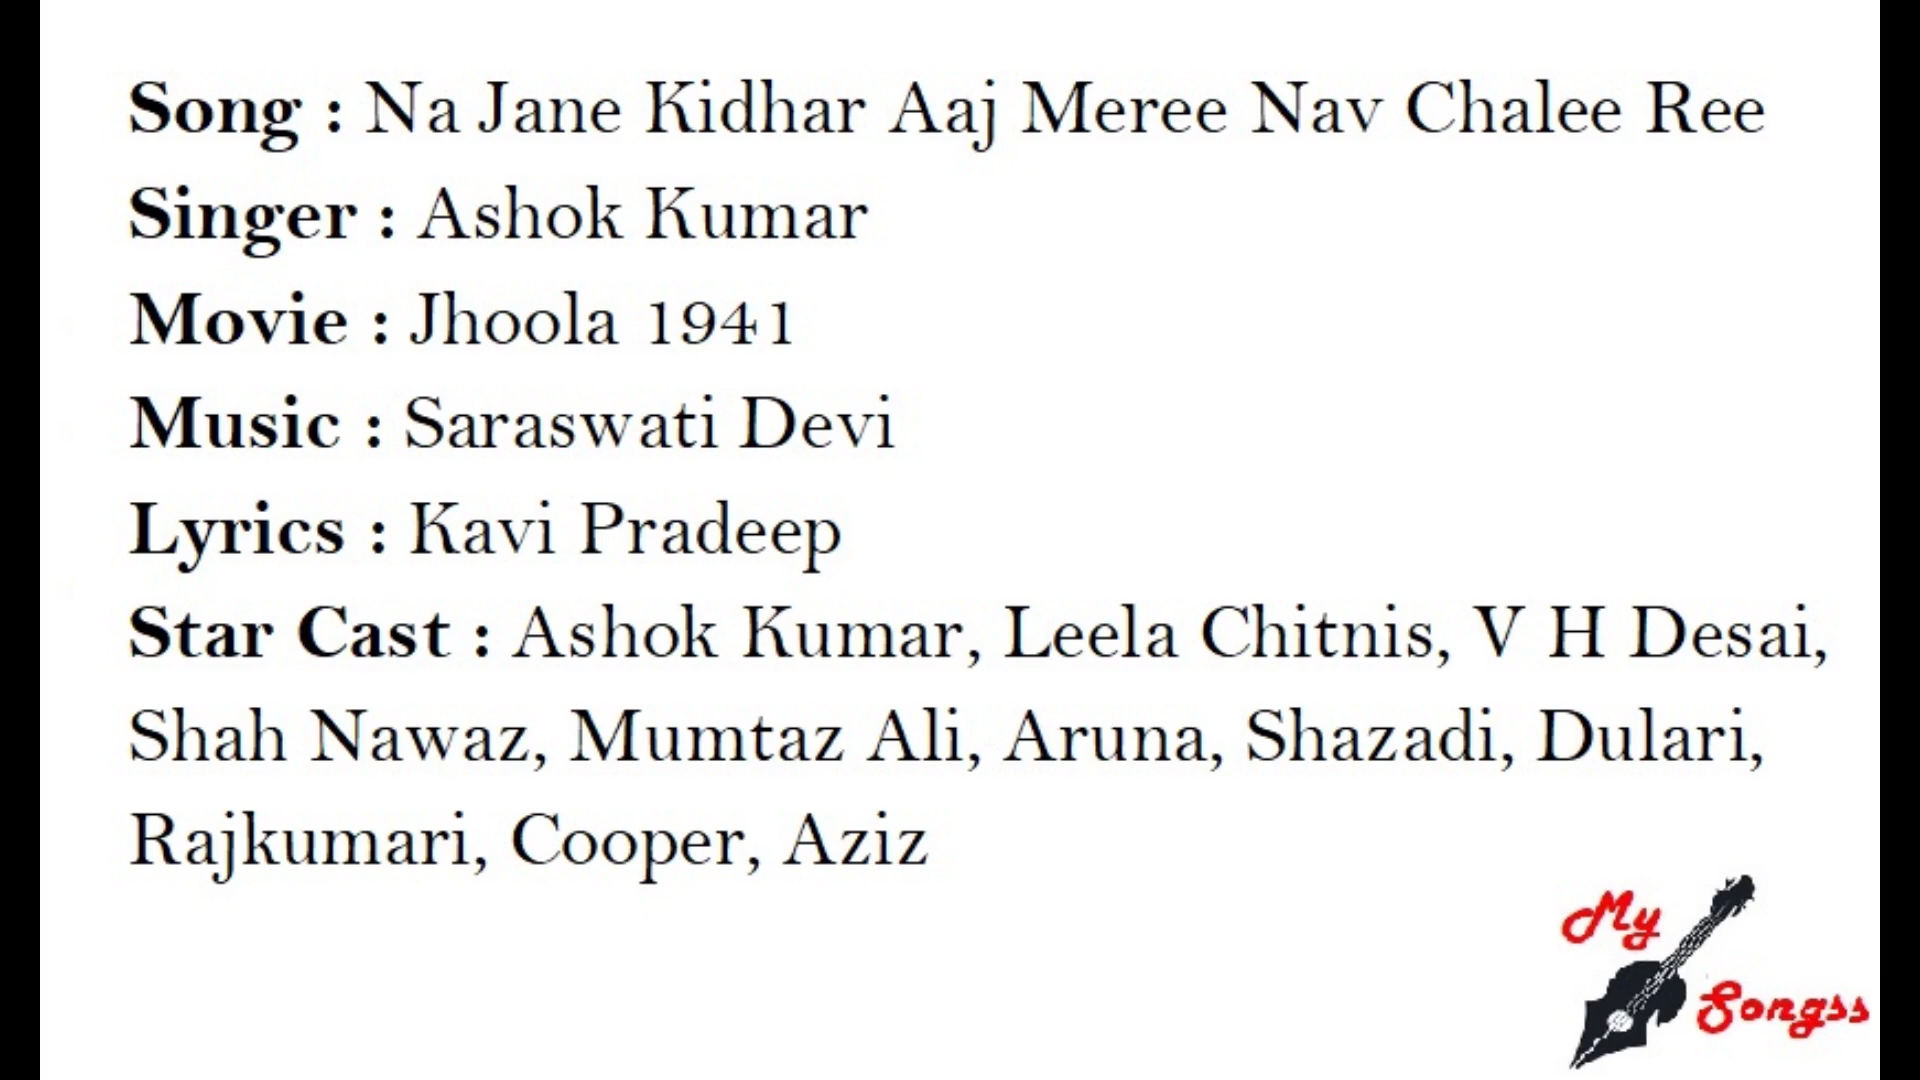 Song : Na Jane Kidhar Aaj Meree Nav Chalee Ree
Singer : Ashok Kumar
Movie : Jhoola 1941
Music : Saraswati Devi
Lyrics : Kavi Pradeep
Star Cast : Ashok Kumar, Leela Chitnis, V H Desai,
Shah Nawaz, Mumtaz Ali, Aruna, Shazadi, Dulari,
Rajkumari, Cooper, Aziz
My
Songss